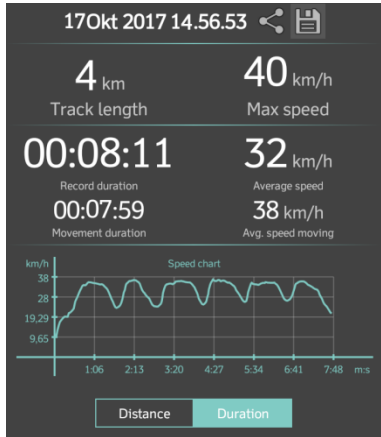 17Okt 2017 14.56.53
4 km
40 km/h
Track length
Max speed
00:08:11
32 km/h
Record duration
Average speed
00:07:59
38 km/h
Movement duration
Avg. speed moving
km/h
Speed chart
38
28
19,29
9,65
1:06 2:13 3:20 4:27 5:34 6:41 7:48 m:s
Distance
Duration